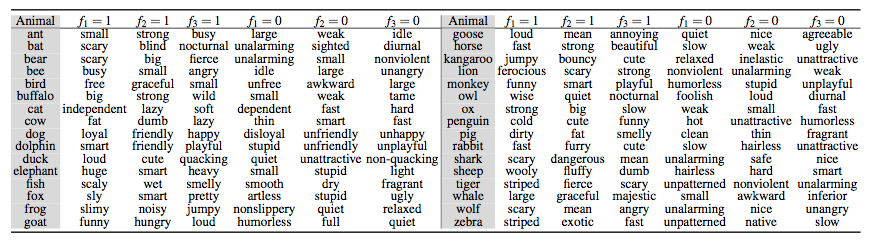 Animal f1 = 1 f2 = 1 f3 = 1 f1 = 0 f2 = 0 f3 = 0 Animal f1 = 1 f2 = 1 f3 = 1 f1 = 0 f2 = 0 f3 = 0
ant small strong busy large weak idle goose loud mean annoying quiet nice agreeable
bat scary blind nocturnal unalarming sighted diurnal horse fast strong beautiful slow weak ugly
bear scary big fierce unalarming small nonviolent kangaroo jumpy bouncy cute relaxed inelastic unattractive
bee busy small angry idle large unangry lion ferocious scary strong nonviolent unalarming weak
bird free graceful small unfree awkward large monkey funny smart playful humorless stupid unplayful
buffalo big strong wild small weak tame owl wise quiet nocturnal foolish loud diurnal
cat independent lazy soft dependent fast hard ox strong big slow weak small fast
cow fat dumb lazy thin smart fast penguin cold cute funny hot unattractive humorless
dog loyal friendly happy disloyal unfriendly unhappy pig dirty fat smelly clean thin fragrant
dolphin smart friendly playful stupid unfriendly unplayful rabbit fast furry cute slow hairless unattractive
duck loud cute quacking quiet unattractive non-quacking shark scary dangerous mean unalarming safe nice
elephant huge smart heavy small stupid light sheep wooly fluffy dumb hairless hard smart
fish scaly wet smelly smooth dry fragrant tiger striped fierce scary unpatterned nonviolent unalarming
fox sly smart pretty artless stupid ugly whale large graceful majestic small awkward inferior
frog slimy noisy jumpy nonslippery quiet relaxed wolf scary mean angry unalarming nice unangry
goat funny hungry loud humorless full quiet zebra striped exotic fast unpatterned native slow